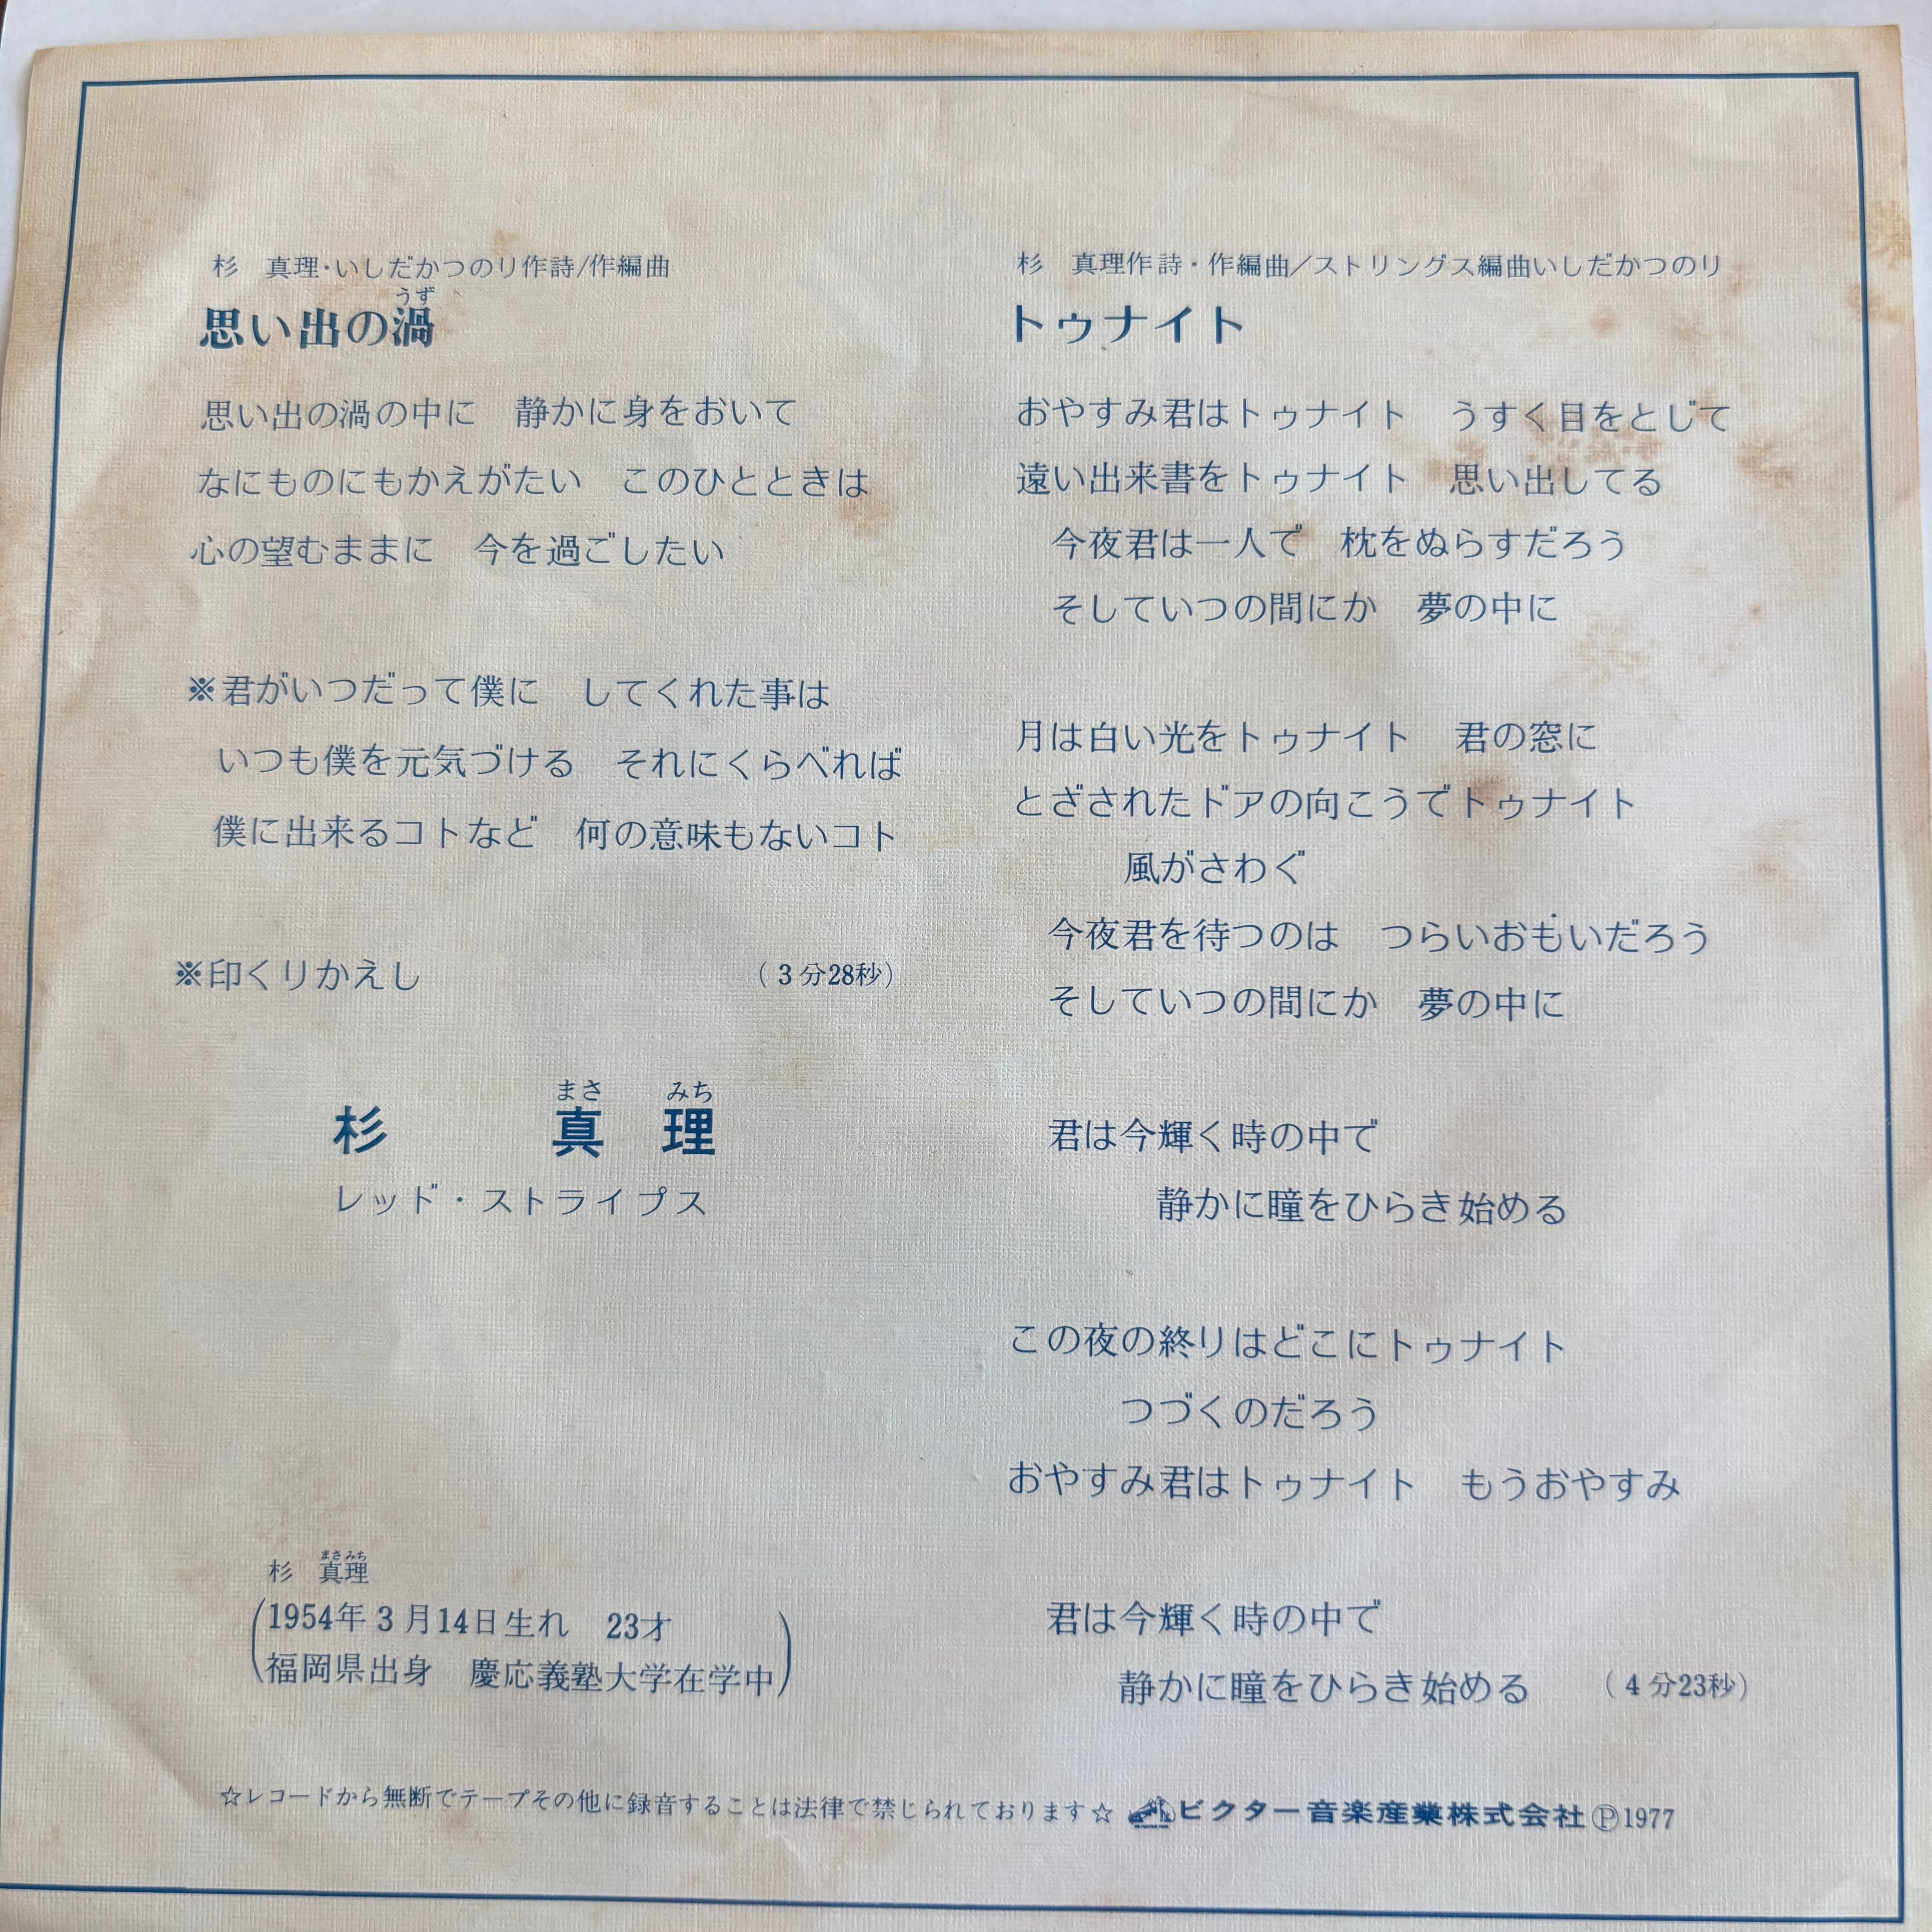 杉　真理・いしだかつのり作詩/作編曲
うず
思い出の渦
思い出の渦の中に　静かに身をおいて
なにものにもかえがたい　このひとときは
心の望むままに　今を過ごしたい
※君がいつだって僕に　してくれた事は
いつも僕を元気づける　それにくらべれば
僕に出来るコトなど　何の意味もないコト
※印くりかえし　（3分28秒）
まさ　みち
杉　真　理
レッド・ストライプス
まさみち
杉　真理
(1954年3月14日生れ　23才
福岡県出身　慶応義塾大学在学中)
杉　真理作詩・作編曲/ストリングス編曲いしだかつのり
トゥナイト
おやすみ君はトゥナイト　うすく目をとじて
遠い出来書をトゥナイト　思い出してる
今夜君は一人で　枕をぬらすだろう
そしていつの間にか　夢の中に
月は白い光をトゥナイト　君の窓に
とざされたドアの向こうでトゥナイト
風がさわぐ
今夜君を待つのは　つらいおもいだろう
そしていつの間にか　夢の中に
君は今輝く時の中で
静かに瞳をひらき始める
この夜の終りはどこにトゥナイト
つづくのだろう
おやすみ君はトゥナイト　もうおやすみ
君は今輝く時の中で
静かに瞳をひらき始める　（4分23秒）
☆レコードから無断でテープその他に録音することは法律で禁じられております☆ ビクター音楽産業株式会社Ⓟ1977